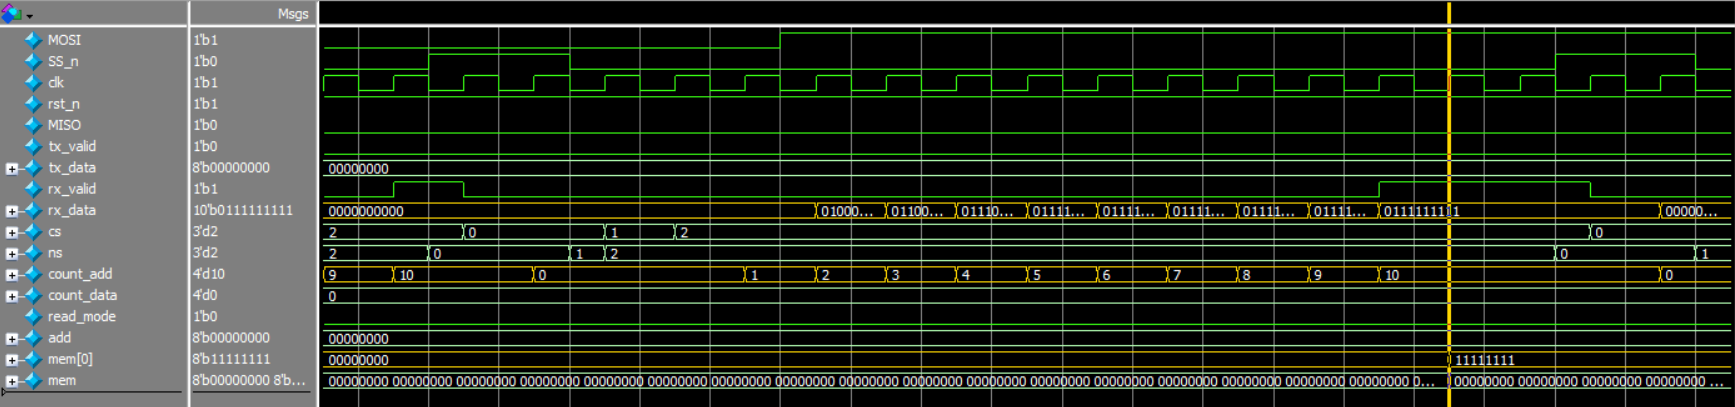 Msgs
MOSI 1'b1
SS_n 1'b0
clk 1'b1
rst_n 1'b1
MISO 1'b0
tx_valid 1'b0
tx_data 8'b00000000 00000000
rx_valid 1'b1
rx_data 10'b0111111111 0000000000 01000... 01100... 01110... 01111... 01111... 01111... 01111... 01111... 0111111111 00000...
cs 3'd2 2 0 1 2 0
ns 3'd2 2 0 1 2 0 1
count_add 4'd10 9 10 0 1 2 3 4 5 6 7 8 9 10 0
count_data 4'd0 0
read_mode 1'b0
add 8'b00000000 00000000
mem[0] 8'b11111111 00000000 11111111
mem 8'b00000000 8'b... 00000000 00000000 00000000 00000000 00000000 00000000 00000000 00000000 00000000 00000000 00000000 00000000 00000000 00000000 00000000 00000000 00000000 0... 00000000 00000000 00000000 00000000 ...